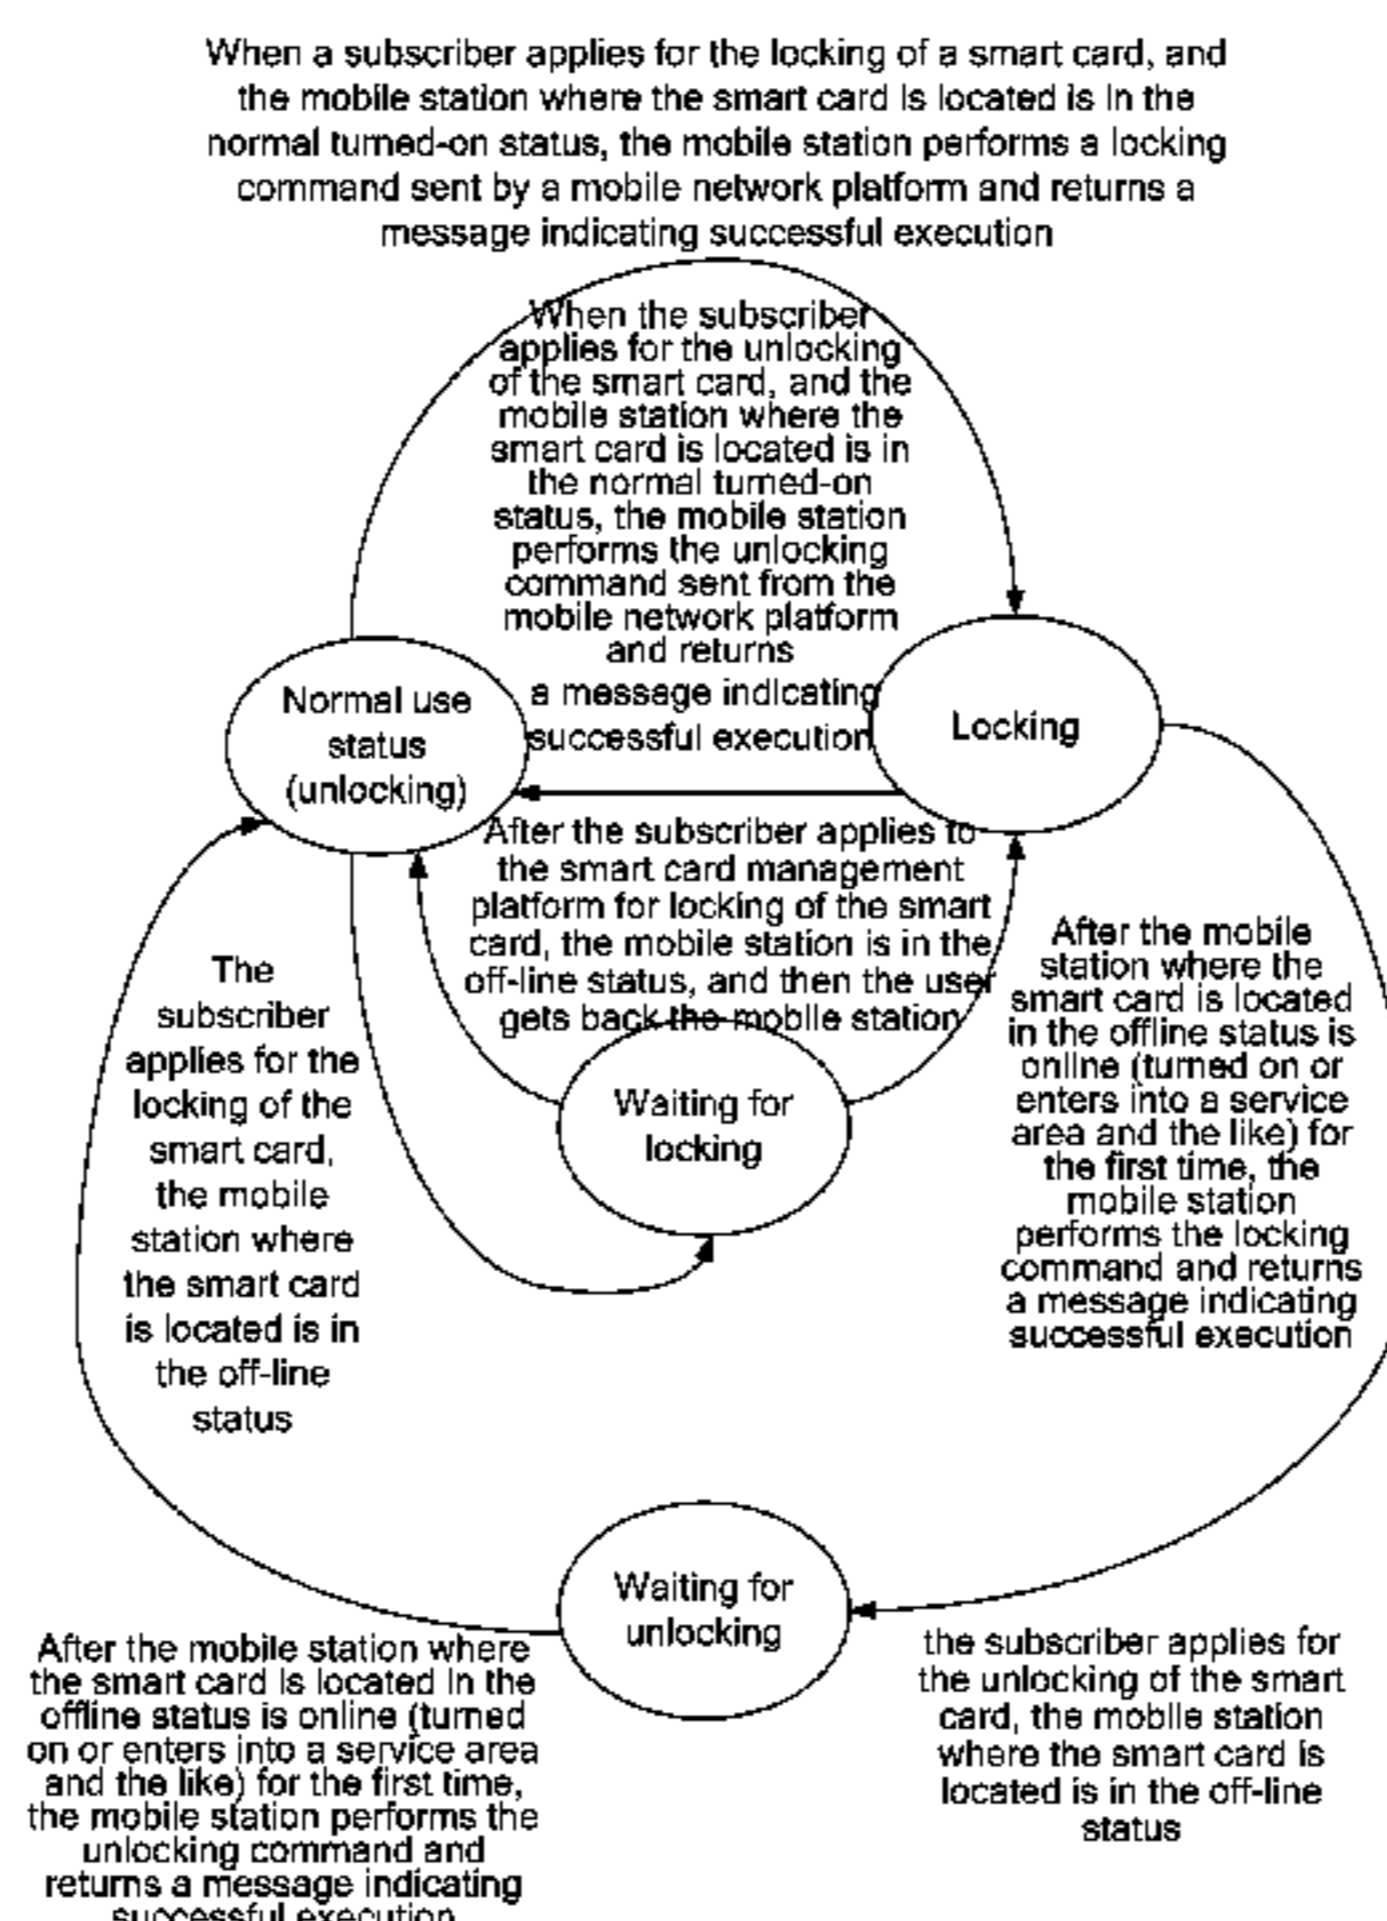 When a subscriber applies for the locking of a smart card, and
the mobile station where the smart card is located is in the
normal turned-on status, the mobile station performs a locking
command sent by a mobile network platform and returns a
message indicating successful execution
When the subscriber
applies for the unlocking
of the smart card, and the
mobile station where the
smart card is located is in
the normal turned-on
status, the mobile station
performs the unlocking
command sent from the
mobile network platform
and returns
a message indicating
successful execution
Normal use
status
(unlocking)
Locking
After the subscriber applies to
the smart card management
platform for locking of the smart
card, the mobile station is in the
off-line status, and then the user
gets back the mobile station
Waiting for
locking
The
subscriber
applies for the
locking of the
smart card,
the mobile
station where
the smart card
is located is in
the off-line
status
After the mobile
station where the
smart card is located
in the offline status is
online (turned on or
enters into a service
area and the like) for
the first time, the
mobile station
performs the locking
command and returns
a message indicating
successful execution
Waiting for
unlocking
After the mobile station where
the smart card is located in the
offline status is online (turned
on or enters into a service area
and the like) for the first time,
the mobile station performs the
unlocking command and
returns a message indicating
successful execution
the subscriber applies for
the unlocking of the smart
card, the mobile station
where the smart card is
located is in the off-line
status